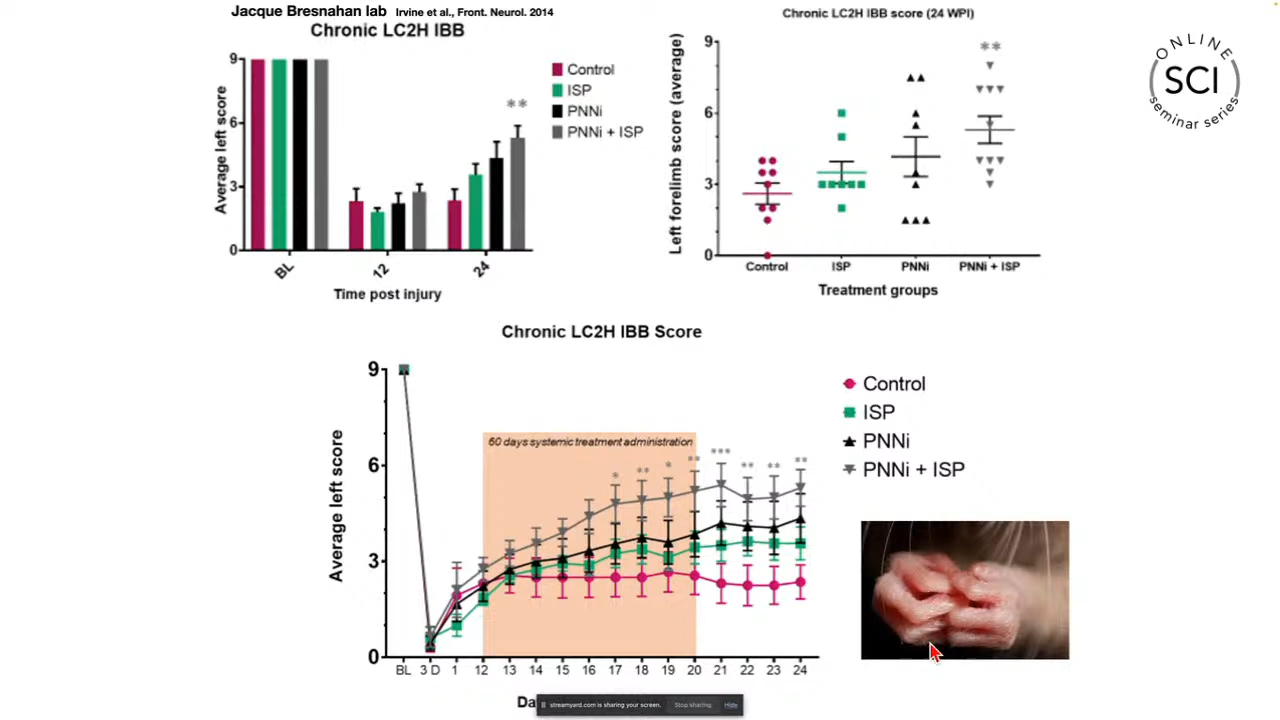 Jacque Bresnahan lab Irvine et al., Front. Neurol. 2014
Chronic LC2H IBB
9
6
3
0
Average left score
BL
12
24
Time post injury
**
Control
ISP
PNNi
PNNi + ISP
Chronic LC2H IBB score (24 WPI)
9
6
3
0
Left forelimb score (average)
**
Control ISP PNNi PNNi + ISP
Treatment groups
ONLINE
SCI
seminar series
Chronic LC2H IBB Score
9
6
3
0
Average left score
60 days systemic treatment administration
* ** * ** *** ** ** **
BL 3 D 1 12 13 14 15 16 17 18 19 20 21 22 23 24
Da
Control
ISP
PNNi
PNNi + ISP
streamyard.com is sharing your screen. Stop sharing Hide